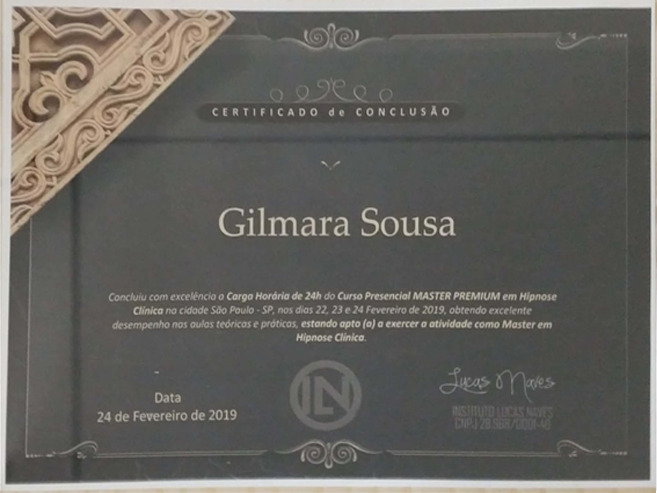 CERTIFICADO de CONCLUSÃO
Gilmara Sousa
Concluiu com excelência a Carga Horária de 24h do Curso Presencial MASTER PREMIUM em Hipnose
Clínica na cidade São Paulo - SP, nos dias 22, 23 e 24 Fevereiro de 2019, obtendo excelente
desempenho nas aulas teóricas e práticas, estando apto (a) a exercer a atividade como Master em
Hipnose Clínica.
Data
24 de Fevereiro de 2019
LN
Lucas Naves
INSTITUTO LUCAS NAVES